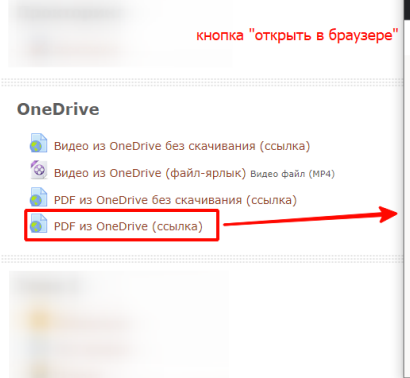 кнопка "открыть в браузере"
OneDrive
Видео из OneDrive без скачивания (ссылка)
Видео из OneDrive (файл-ярлык) Видео файл (MP4)
PDF из OneDrive без скачивания (ссылка)
PDF из OneDrive (ссылка)